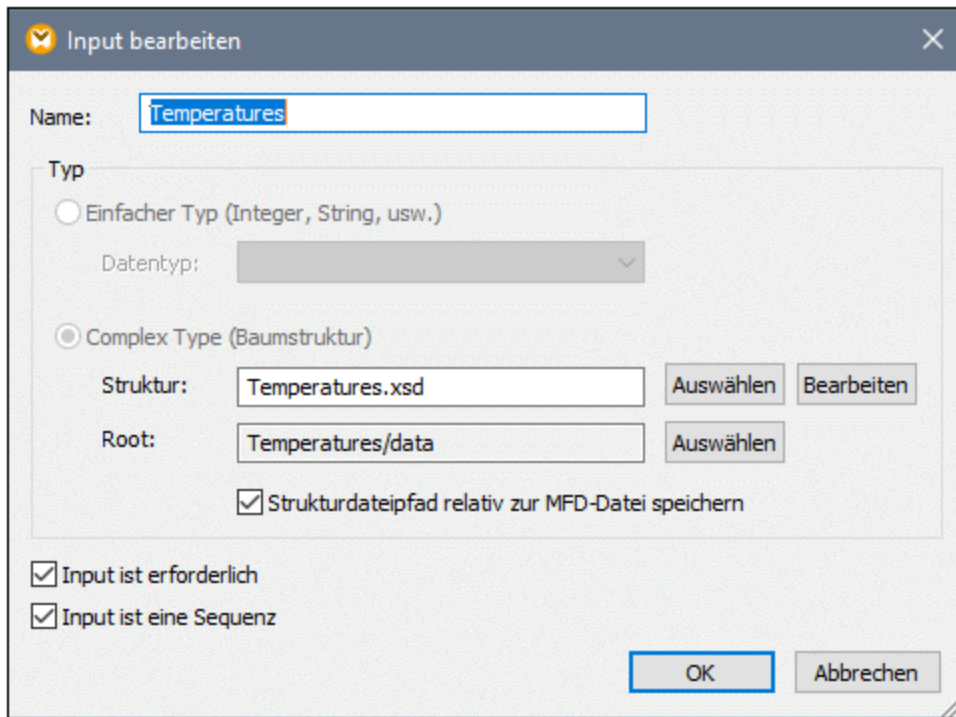 Input bearbeiten
Name: Temperatures
Typ
Einfacher Typ (Integer, String, usw.)
Datentyp:
Complex Type (Baumstruktur)
Struktur: Temperatures.xsd Auswählen Bearbeiten
Root: Temperatures/data Auswählen
Strukturdateipfad relativ zur MFD-Datei speichern
Input ist erforderlich
Input ist eine Sequenz
OK Abbrechen